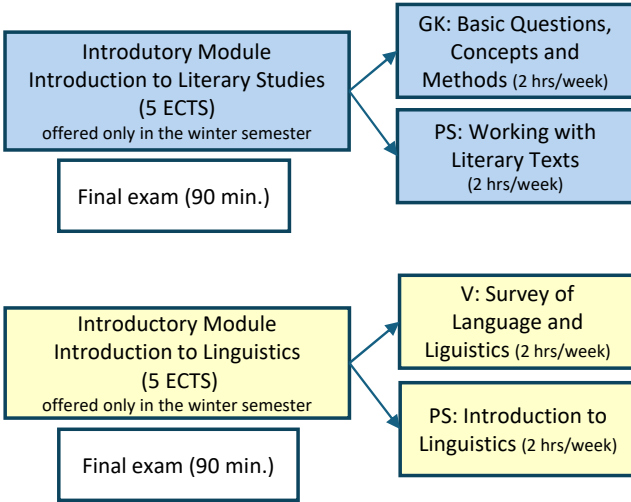 Introdutory Module
Introduction to Literary Studies
(5 ECTS)
offered only in the winter semester
GK: Basic Questions,
Concepts and
Methods (2 hrs/week)
PS: Working with
Literary Texts
(2 hrs/week)
Final exam (90 min.)
Introductory Module
Introduction to Linguistics
(5 ECTS)
offered only in the winter semester
V: Survey of
Language and
Liguistics (2 hrs/week)
PS: Introduction to
Linguistics (2 hrs/week)
Final exam (90 min.)